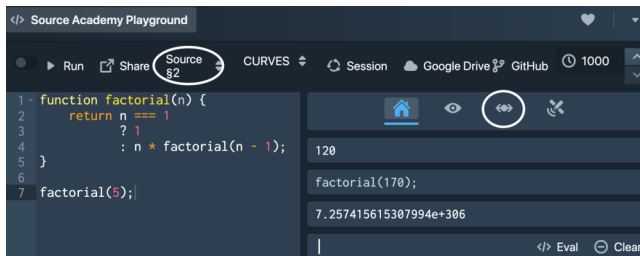 </> Source Academy Playground
Run Share Source §2 CURVES Session Google Drive GitHub 1000
1 function factorial(n) {
2     return n === 1
3            ? 1
4            : n * factorial(n - 1);
5 }
6
7 factorial(5);
120
factorial(170);
7.257415615307994e+306
</> Eval Clear